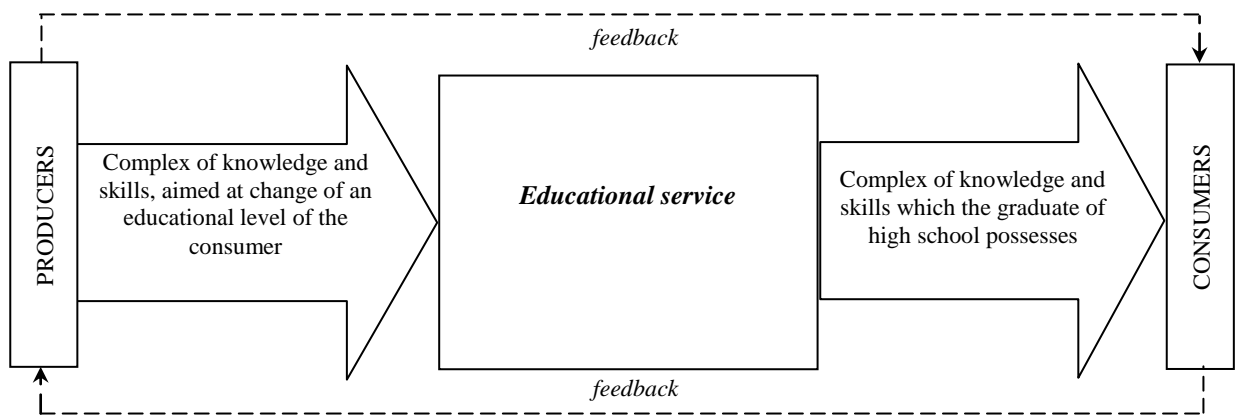 feedback
PRODUCERS
Complex of knowledge and
skills, aimed at change of an
educational level of the
consumer
Educational service
Complex of knowledge and
skills which the graduate of
high school possesses
CONSUMERS
feedback